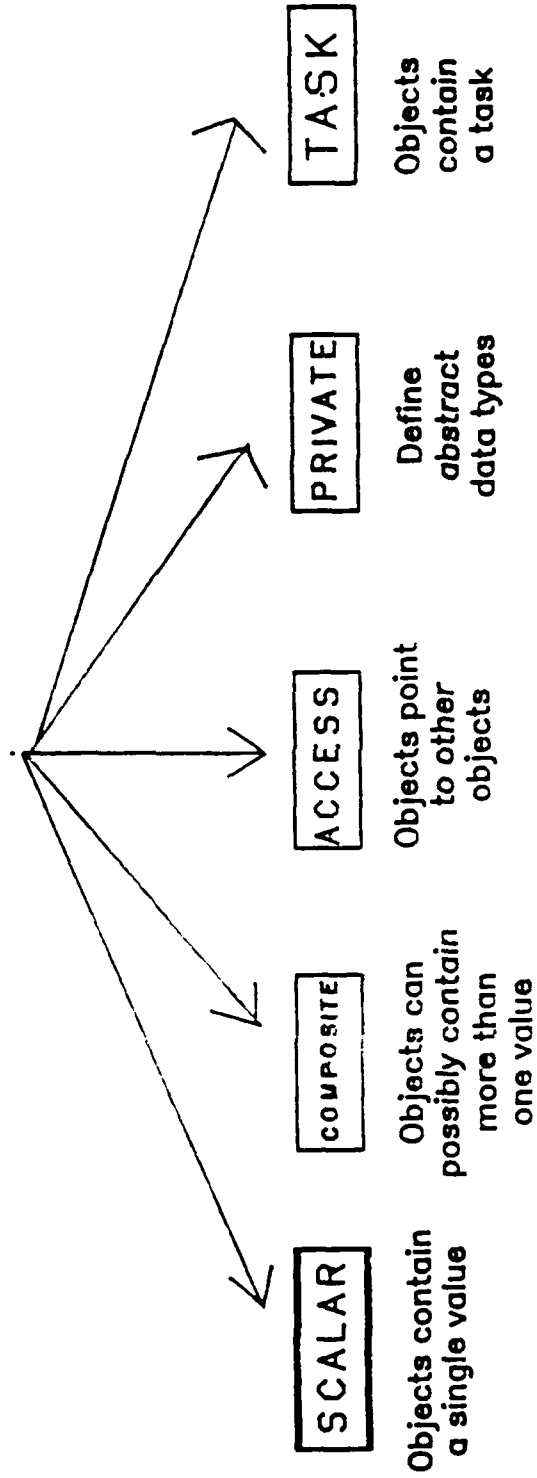 SCALAR
Objects contain
a single value
COMPOSITE
Objects can
possibly contain
more than
one value
ACCESS
Objects point
to other
objects
PRIVATE
Define
abstract
data types
TASK
Objects
contain
a task